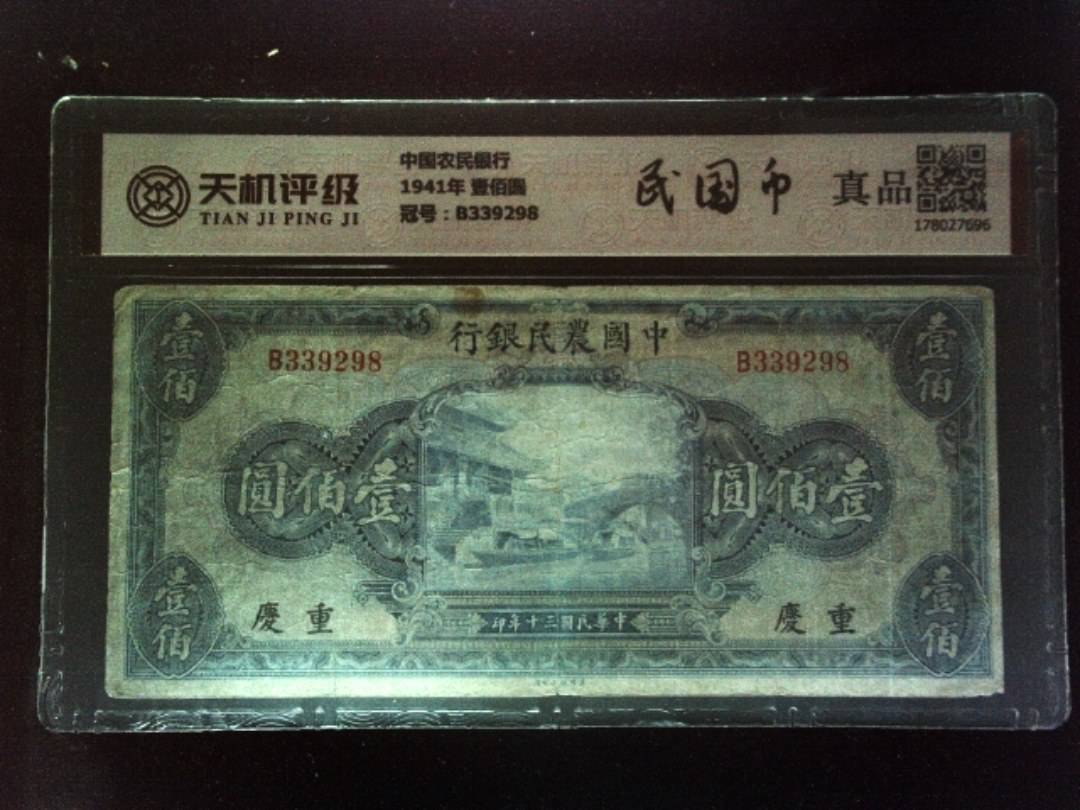 天机评级
TIAN JI PING JI
中国农民银行
1941年 壹佰圆
冠号：B339298
民国币
真品
178027696
行銀民農國中
B339298
B339298
壹佰
壹佰
圓佰壹
圓佰壹
壹佰
壹佰
慶重
慶重
印年十三國民華中